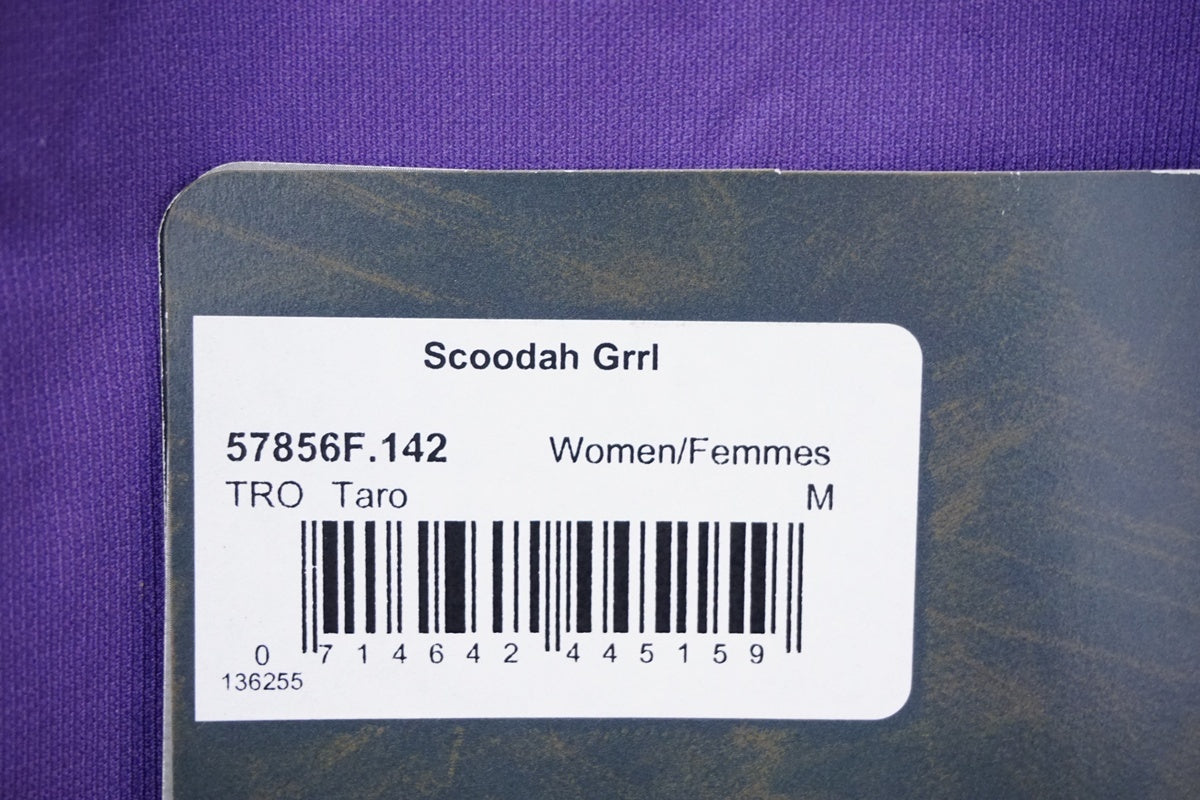 Scoodah Grrl
57856F.142 Women/Femmes
TRO Taro M
0 714642 445159
136255